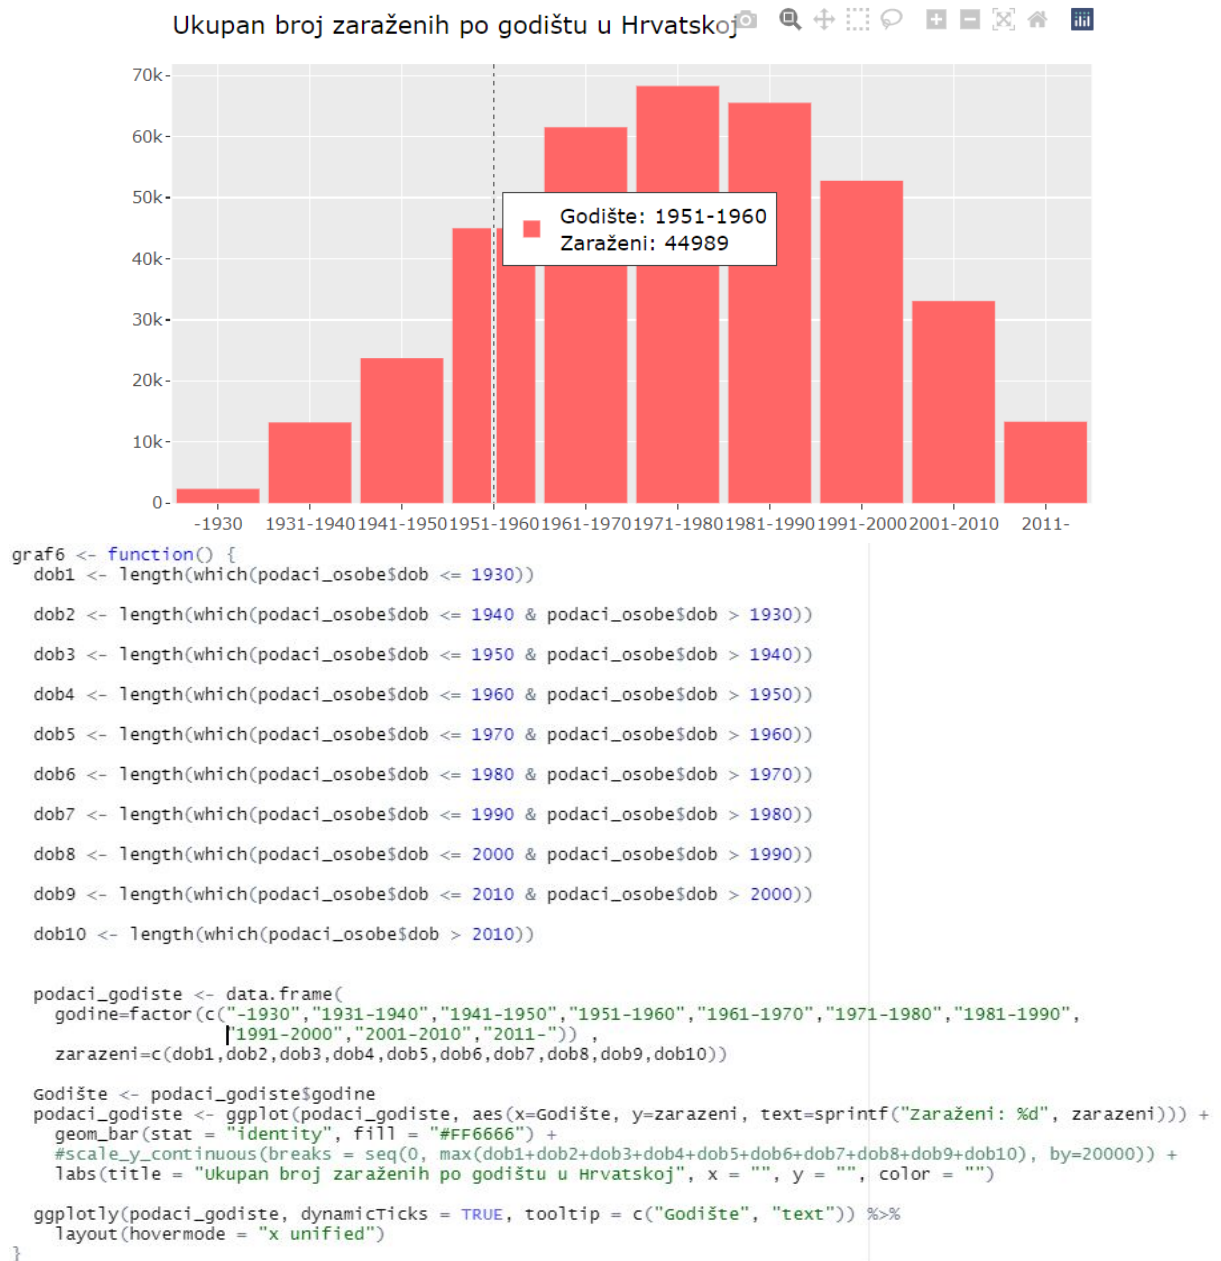 Ukupan broj zaraženih po godištu u Hrvatskoj
70k
60k
50k
40k
30k
20k
10k
0
Godište: 1951-1960
Zaraženi: 44989
-1930 1931-1940 1941-1950 1951-1960 1961-1970 1971-1980 1981-1990 1991-2000 2001-2010 2011-
graf6 <- function() {
dob1 <- length(which(podaci_osobe$dob <= 1930))
dob2 <- length(which(podaci_osobe$dob <= 1940 & podaci_osobe$dob > 1930))
dob3 <- length(which(podaci_osobe$dob <= 1950 & podaci_osobe$dob > 1940))
dob4 <- length(which(podaci_osobe$dob <= 1960 & podaci_osobe$dob > 1950))
dob5 <- length(which(podaci_osobe$dob <= 1970 & podaci_osobe$dob > 1960))
dob6 <- length(which(podaci_osobe$dob <= 1980 & podaci_osobe$dob > 1970))
dob7 <- length(which(podaci_osobe$dob <= 1990 & podaci_osobe$dob > 1980))
dob8 <- length(which(podaci_osobe$dob <= 2000 & podaci_osobe$dob > 1990))
dob9 <- length(which(podaci_osobe$dob <= 2010 & podaci_osobe$dob > 2000))
dob10 <- length(which(podaci_osobe$dob > 2010))
podaci_godiste <- data.frame(
godine=factor(c("-1930","1931-1940","1941-1950","1951-1960","1961-1970","1971-1980","1981-1990",
"1991-2000","2001-2010","2011-")) ,
zarazeni=c(dob1,dob2,dob3,dob4,dob5,dob6,dob7,dob8,dob9,dob10))
Godište <- podaci_godiste$godine
podaci_godiste <- ggplot(podaci_godiste, aes(x=Godište, y=zarazeni, text=sprintf("Zaraženi: %d", zarazeni))) +
geom_bar(stat = "identity", fill = "#FF6666") +
#scale_y_continuous(breaks = seq(0, max(dob1+dob2+dob3+dob4+dob5+dob6+dob7+dob8+dob9+dob10), by=20000)) +
labs(title = "Ukupan broj zaraženih po godištu u Hrvatskoj", x = "", y = "", color = "")
ggplotly(podaci_godiste, dynamicTicks = TRUE, tooltip = c("Godište", "text")) %>%
layout(hovermode = "x unified")
}